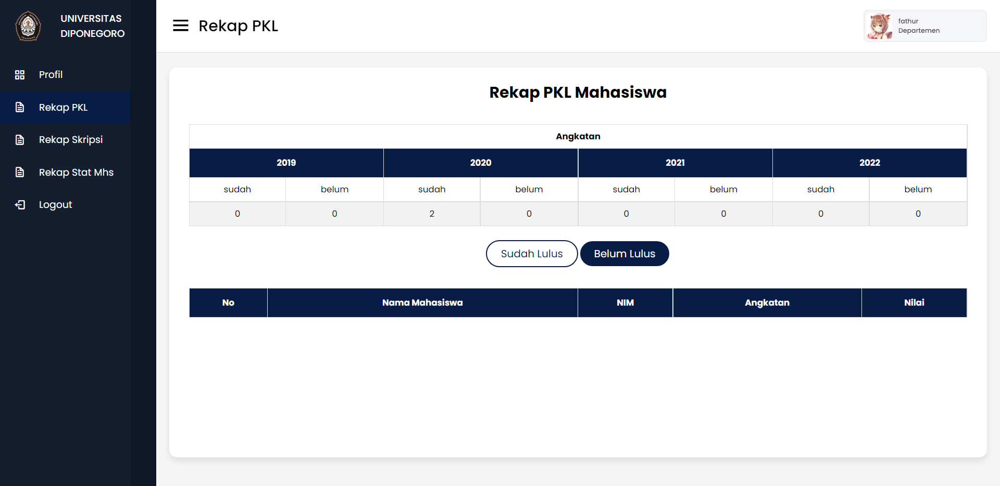 UNIVERSITAS
DIPONEGORO
Profil
Rekap PKL
Rekap Skripsi
Rekap Stat Mhs
Logout
Rekap PKL
fathur
Departemen
Rekap PKL Mahasiswa
Angkatan
2019 2020 2021 2022
sudah belum sudah belum sudah belum sudah belum
0 0 2 0 0 0 0 0
Sudah Lulus Belum Lulus
No Nama Mahasiswa NIM Angkatan Nilai